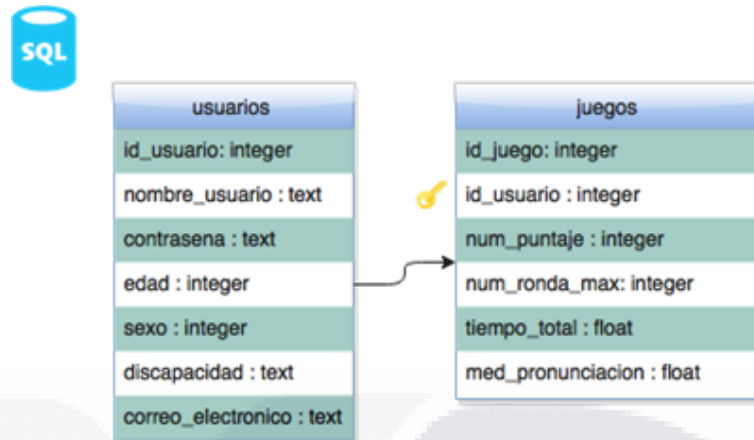 SQL
usuarios
id_usuario: integer
nombre_usuario : text
contrasena : text
edad : integer
sexo : integer
discapacidad : text
correo_electronico : text
juegos
id_juego: integer
id_usuario : integer
num_puntaje : integer
num_ronda_max: integer
tiempo_total : float
med_pronunciacion : float